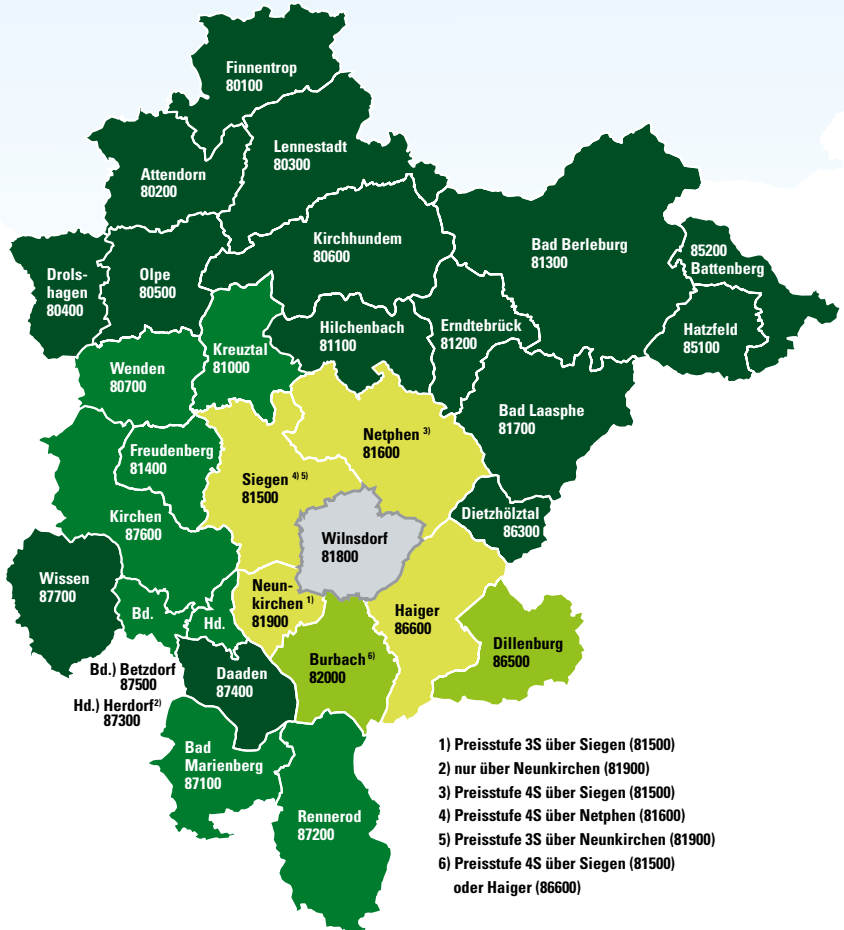 Finnentrop
80100
Lennestadt
80300
Attendorn
80200
Kirchhundem
80600
Bad Berleburg
81300
85200
Battenberg
Drols-
hagen
80400
Olpe
80500
Hatzfeld
85100
Kreuztal
81000
Hilchenbach
81100
Erndtebrück
81200
Wenden
80700
Bad Laasphe
81700
Netphen 3)
81600
Freudenberg
81400
Siegen 4) 5)
81500
Dietzhölztal
86300
Kirchen
87600
Wilnsdorf
81800
Wissen
87700
Neun-
kirchen 1)
81900
Haiger
86600
Bd.
Hd.
Dillenburg
86500
Burbach 6)
82000
Bd.) Betzdorf
87500
Daaden
87400
Hd.) Herdorf2)
87300
Bad
Marienberg
87100
Rennerod
87200
1) Preisstufe 3S über Siegen (81500)
2) nur über Neunkirchen (81900)
3) Preisstufe 4S über Siegen (81500)
4) Preisstufe 4S über Netphen (81600)
5) Preisstufe 3S über Neunkirchen (81900)
6) Preisstufe 4S über Siegen (81500)
oder Haiger (86600)